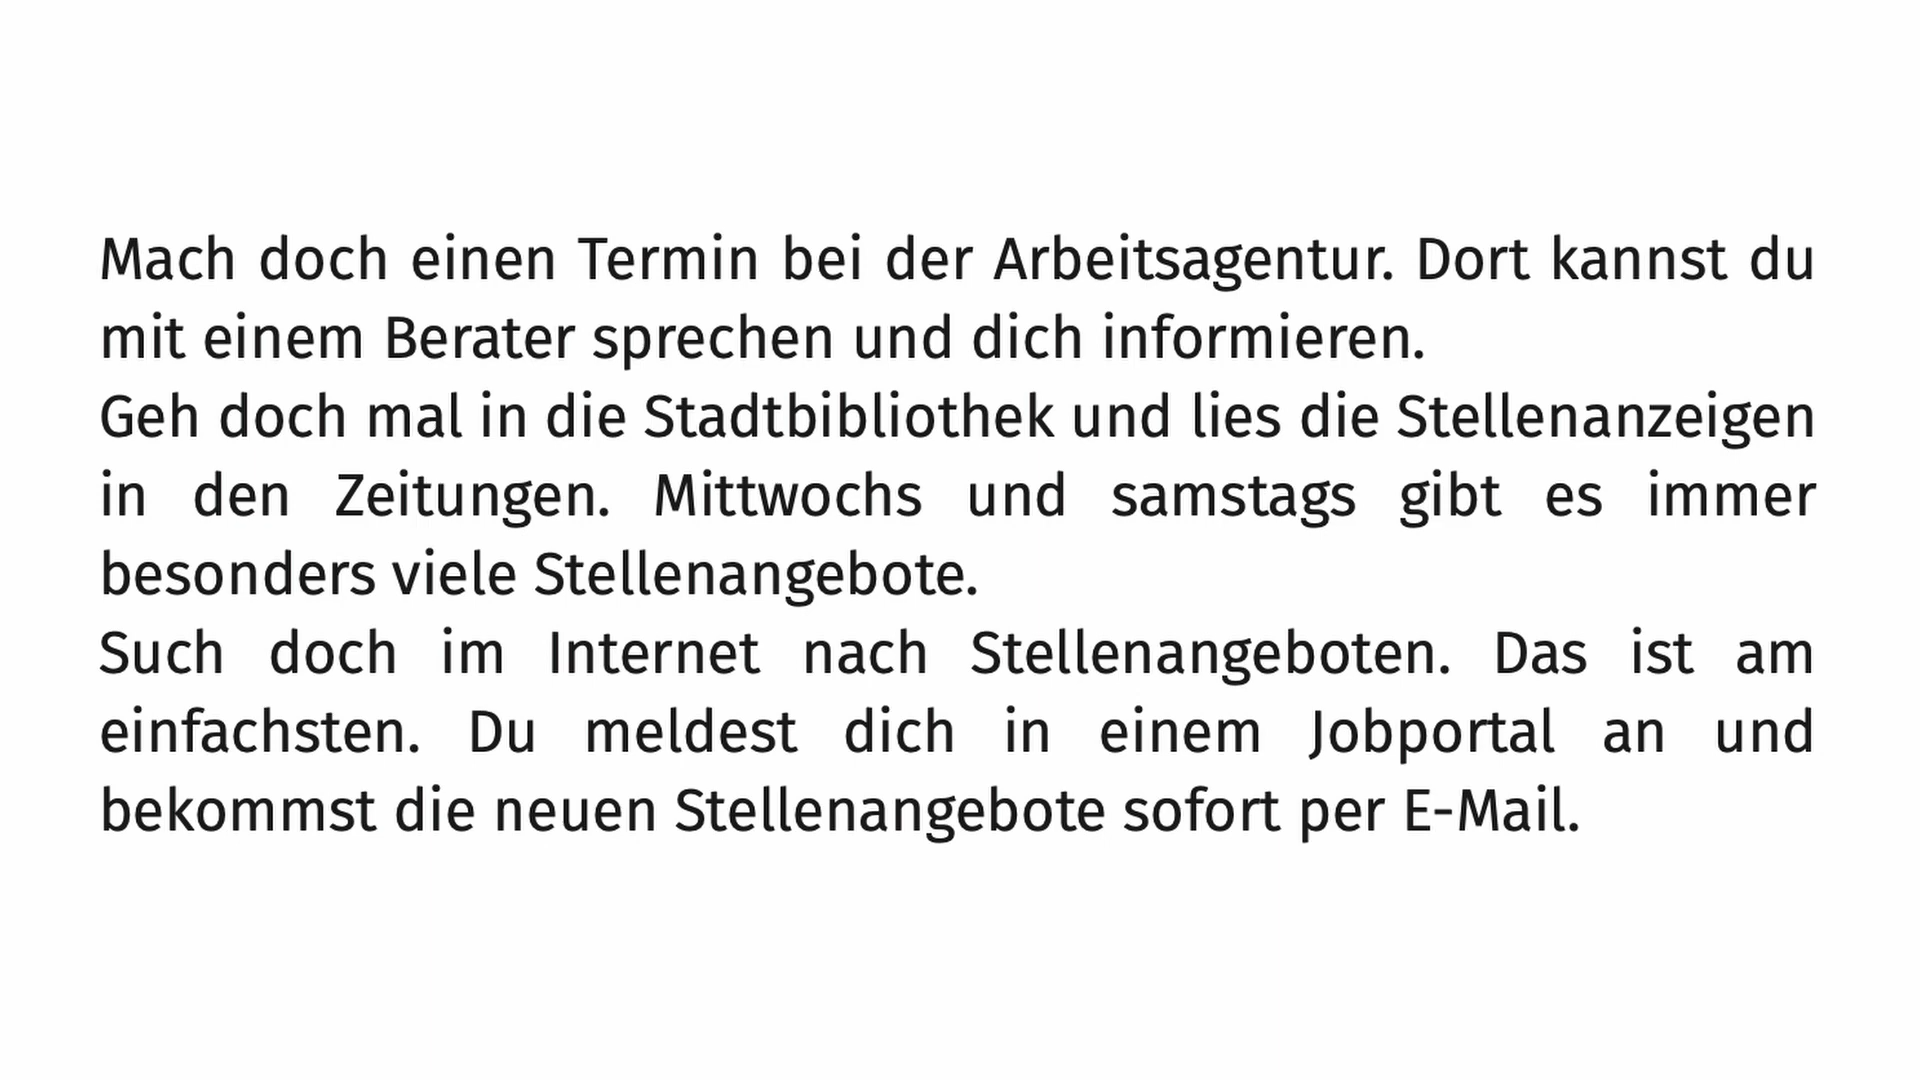 Mach doch einen Termin bei der Arbeitsagentur. Dort kannst du
mit einem Berater sprechen und dich informieren.
Geh doch mal in die Stadtbibliothek und lies die Stellenanzeigen
in den Zeitungen. Mittwochs und samstags gibt es immer
besonders viele Stellenangebote.
Such doch im Internet nach Stellenangeboten. Das ist am
einfachsten. Du meldest dich in einem Jobportal an und
bekommst die neuen Stellenangebote sofort per E-Mail.